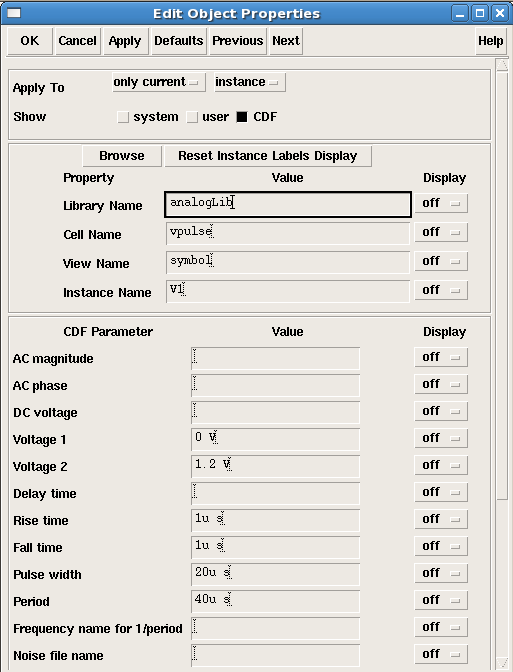 Edit Object Properties
OK Cancel Apply Defaults Previous Next Help
Apply To only current instance
Show system user CDF
Browse Reset Instance Labels Display
Property Value Display
Library Name analogLib off
Cell Name vpulse off
View Name symbol off
Instance Name V1 off
CDF Parameter Value Display
AC magnitude off
AC phase off
DC voltage off
Voltage 1 0 V off
Voltage 2 1.2 V off
Delay time off
Rise time 1u s off
Fall time 1u s off
Pulse width 20u s off
Period 40u s off
Frequency name for 1/period off
Noise file name off